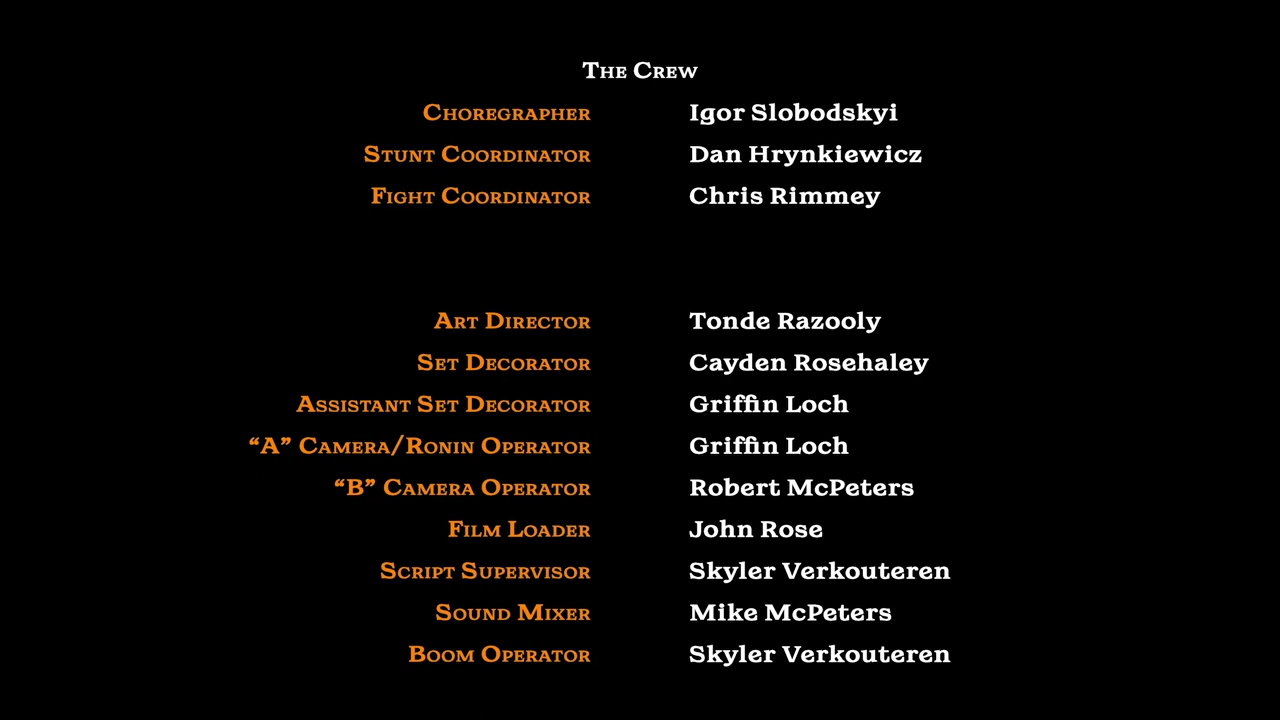 The Crew
Choregrapher Igor Slobodskyi
Stunt Coordinator Dan Hrynkiewicz
Fight Coordinator Chris Rimmey
Art Director Tonde Razooly
Set Decorator Cayden Rosehaley
Assistant Set Decorator Griffin Loch
“A” Camera/Ronin Operator Griffin Loch
“B” Camera Operator Robert McPeters
Film Loader John Rose
Script Supervisor Skyler Verkouteren
Sound Mixer Mike McPeters
Boom Operator Skyler Verkouteren